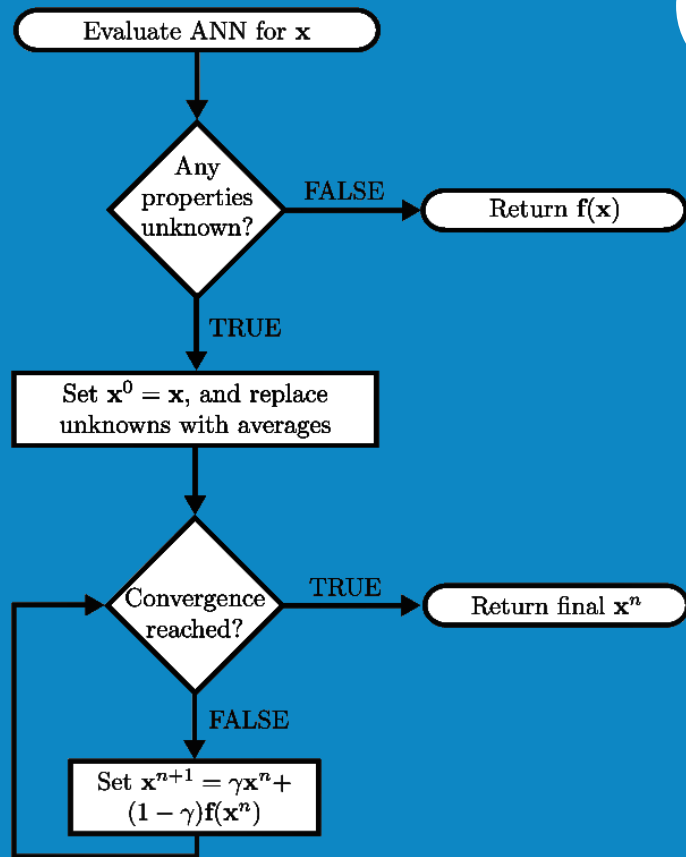 Evaluate ANN for x
Any
properties
unknown?
FALSE
Return f(x)
TRUE
Set x⁰ = x, and replace
unknowns with averages
Convergence
reached?
TRUE
Return final xⁿ
FALSE
Set xⁿ⁺¹ = γxⁿ+
(1 − γ)f(xⁿ)